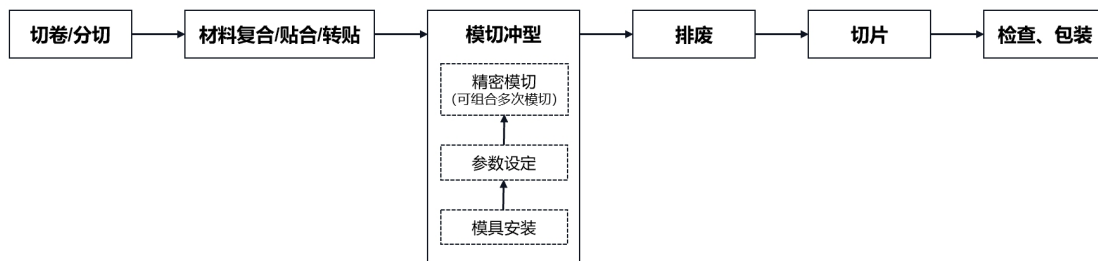 切卷/分切
材料复合/贴合/转贴
模切冲型
排废
切片
检查、包装
精密模切
(可组合多次模切)
参数设定
模具安装